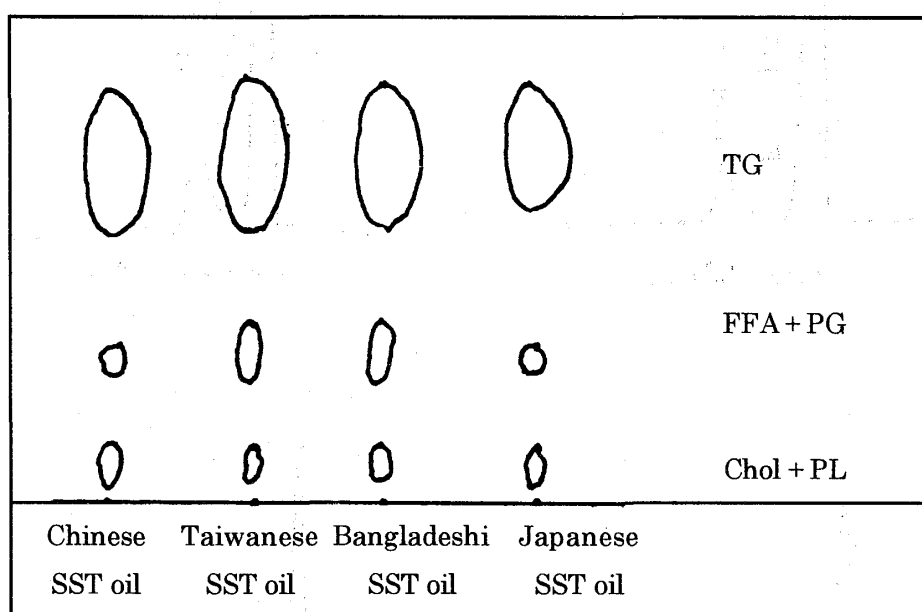 TG
FFA + PG
Chol + PL
Chinese Taiwanese Bangladeshi Japanese
SST oil SST oil SST oil SST oil